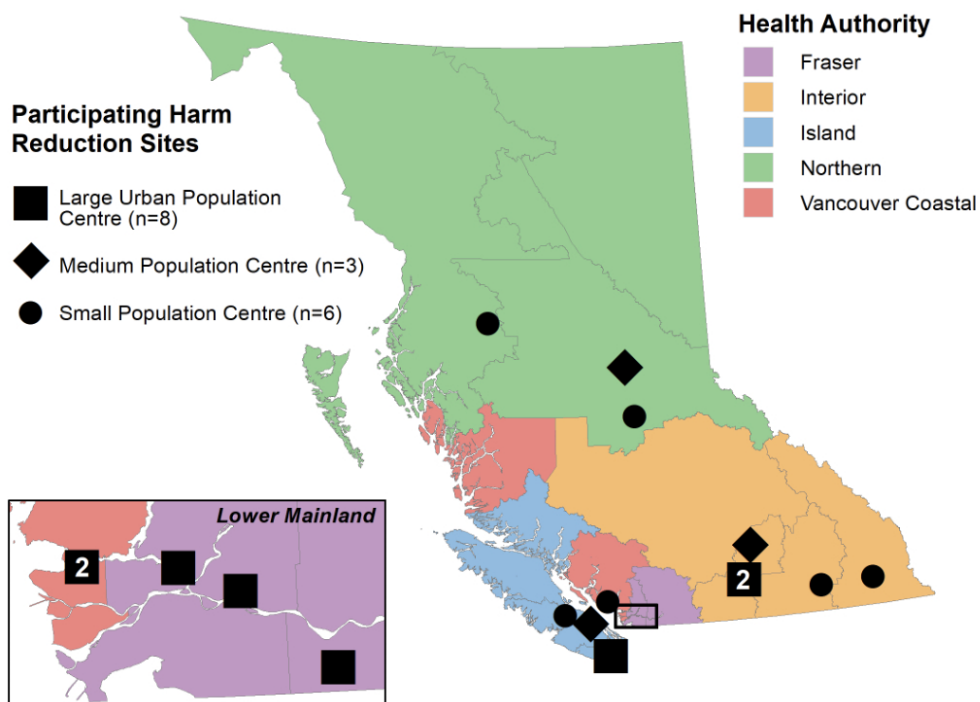 Health Authority
Fraser
Interior
Island
Northern
Vancouver Coastal
Participating Harm
Reduction Sites
Large Urban Population
Centre (n=8)
Medium Population Centre (n=3)
Small Population Centre (n=6)
2
Lower Mainland
2